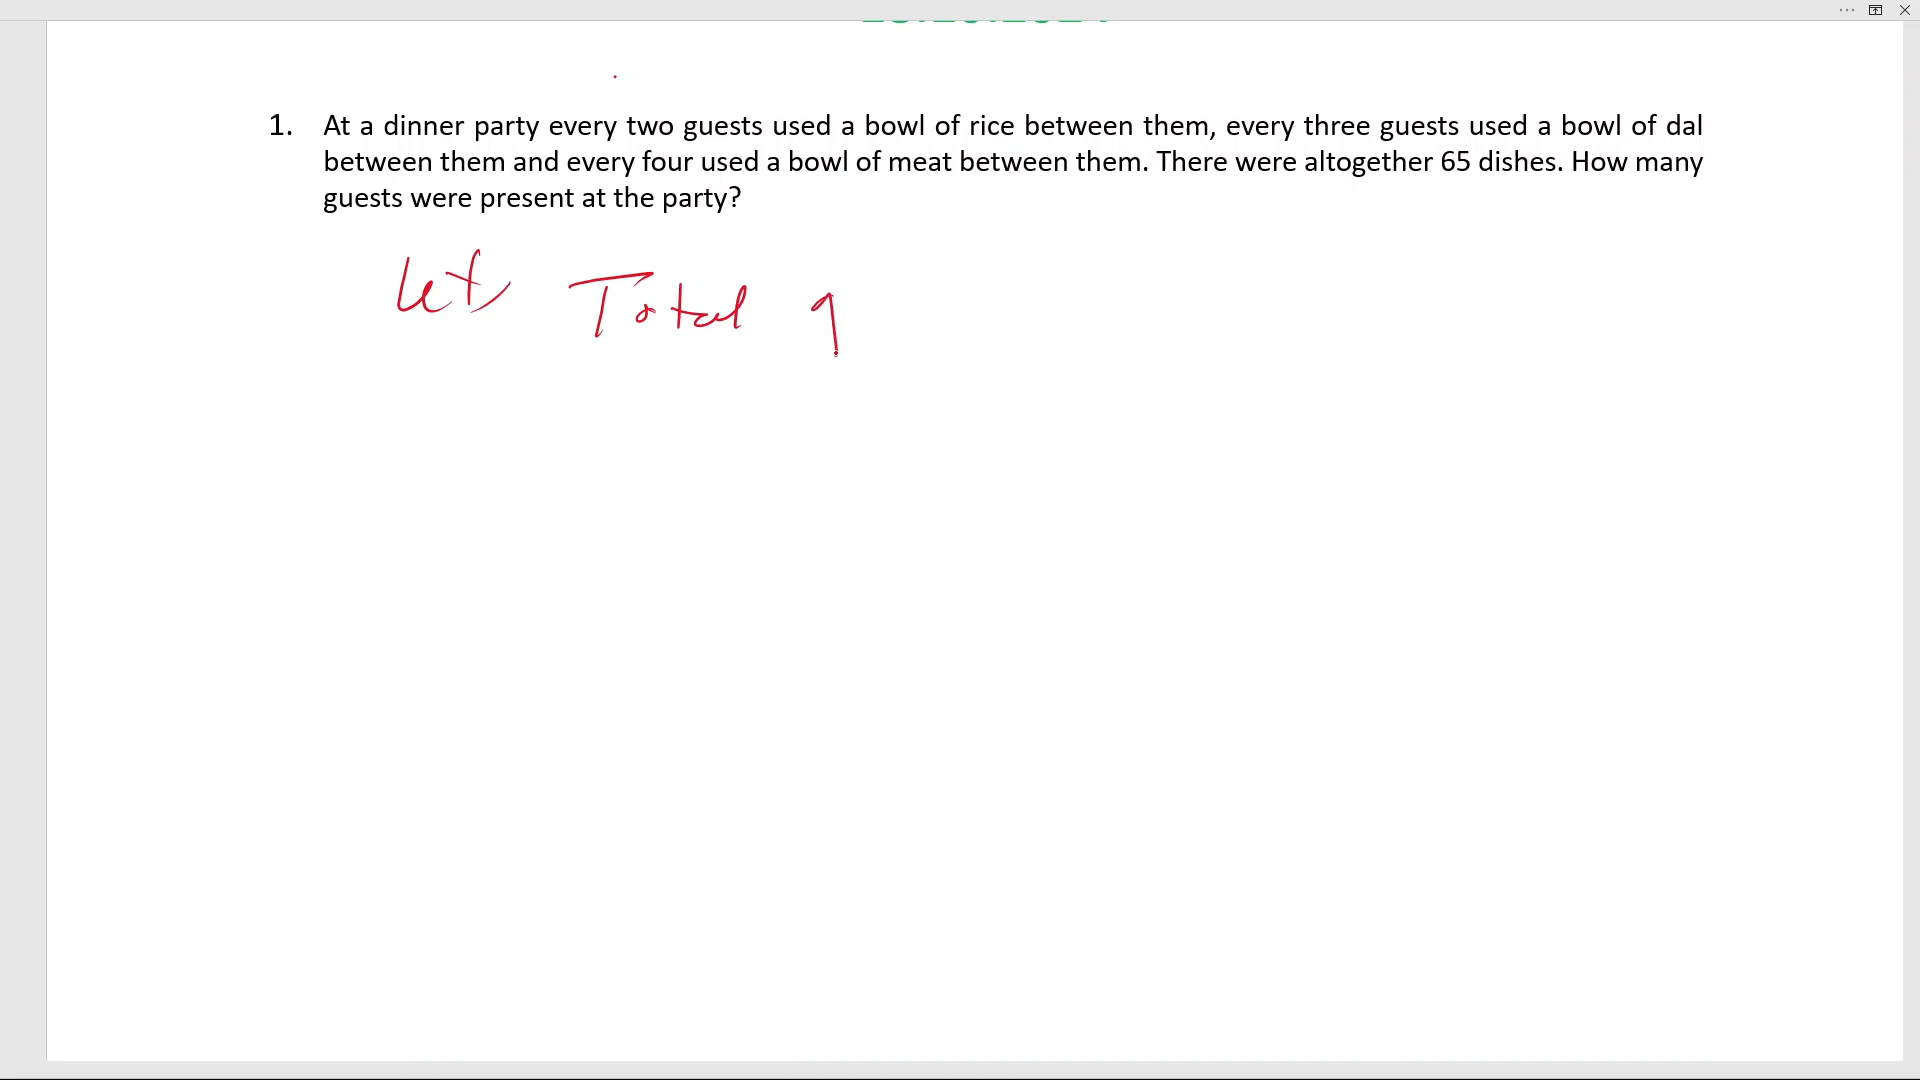 1. At a dinner party every two guests used a bowl of rice between them, every three guests used a bowl of dal
between them and every four used a bowl of meat between them. There were altogether 65 dishes. How many
guests were present at the party?
Let Total